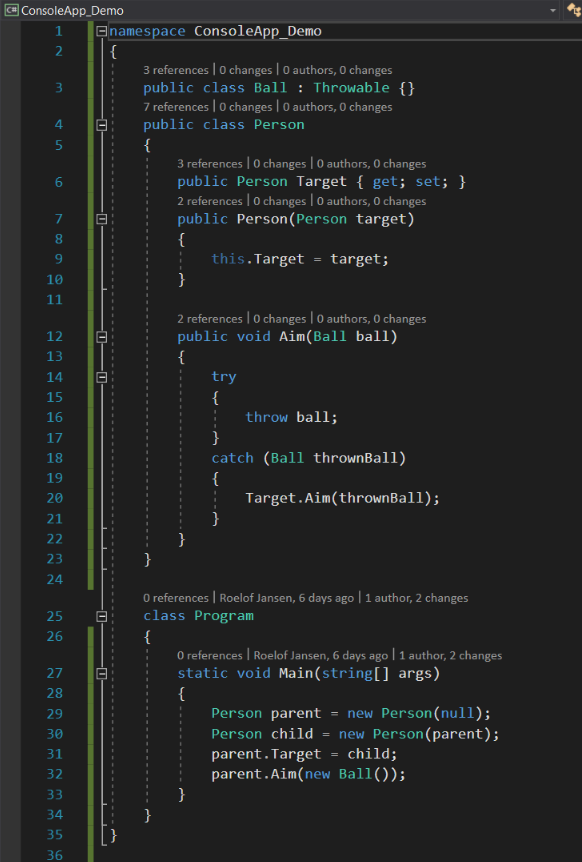 C# ConsoleApp_Demo
1 namespace ConsoleApp_Demo
2 {
3 references | 0 changes | 0 authors, 0 changes
3 public class Ball : Throwable {}
7 references | 0 changes | 0 authors, 0 changes
4 public class Person
5 {
3 references | 0 changes | 0 authors, 0 changes
6 public Person Target { get; set; }
2 references | 0 changes | 0 authors, 0 changes
7 public Person(Person target)
8 {
9 this.Target = target;
10 }
11
2 references | 0 changes | 0 authors, 0 changes
12 public void Aim(Ball ball)
13 {
14 try
15 {
16 throw ball;
17 }
18 catch (Ball thrownBall)
19 {
20 Target.Aim(thrownBall);
21 }
22 }
23 }
24
0 references | Roelof Jansen, 6 days ago | 1 author, 2 changes
25 class Program
26 {
0 references | Roelof Jansen, 6 days ago | 1 author, 2 changes
27 static void Main(string[] args)
28 {
29 Person parent = new Person(null);
30 Person child = new Person(parent);
31 parent.Target = child;
32 parent.Aim(new Ball());
33 }
34 }
35 }
36